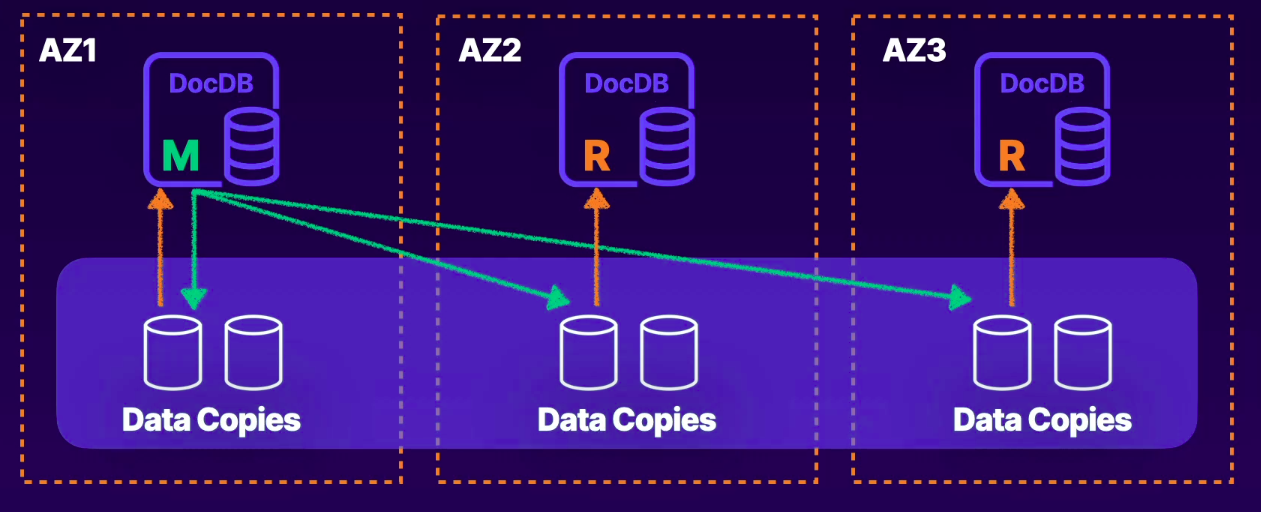 AZ1
DocDB
M
Data Copies
AZ2
DocDB
R
Data Copies
AZ3
DocDB
R
Data Copies